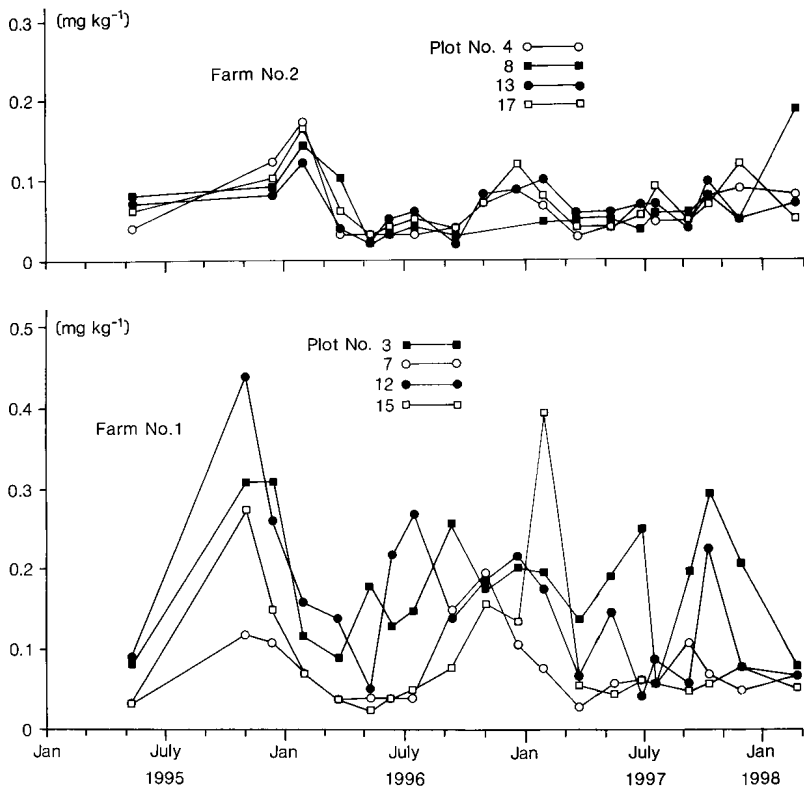 (mg kg⁻¹)
0.3
0.2
0.1
0
Farm No.2
Plot No. 4
8
13
17
(mg kg⁻¹)
0.5
0.4
0.3
0.2
0.1
0
Farm No.1
Plot No. 3
7
12
15
Jan July Jan July Jan July Jan
1995 1996 1997 1998